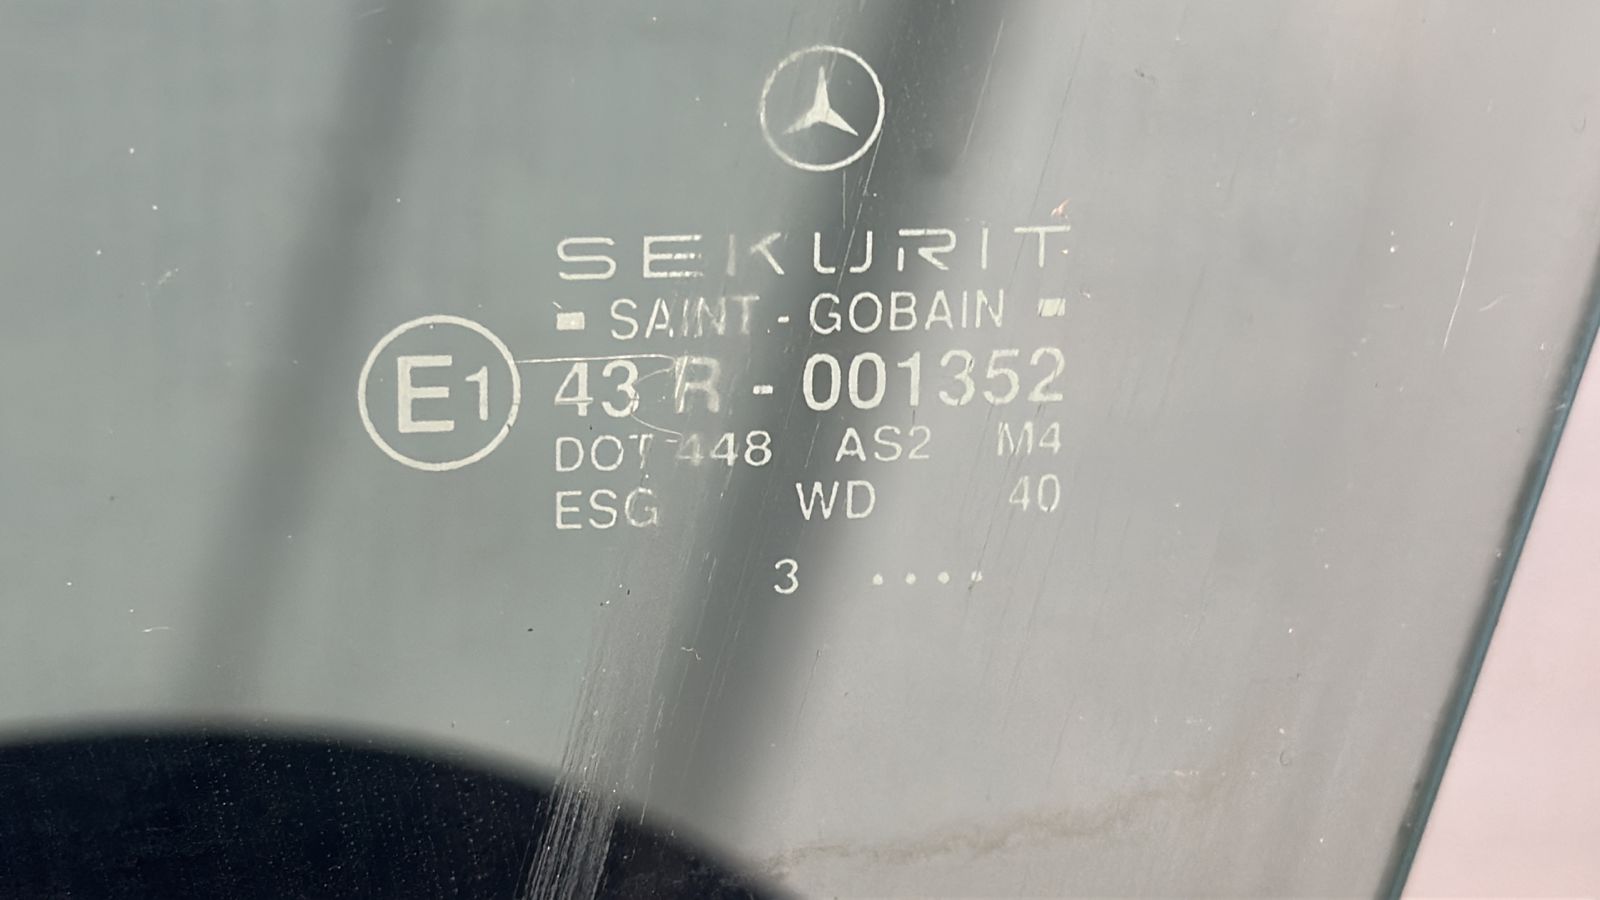 SEKURIT
SAINT - GOBAIN
E1 43 R - 001352
DOT 448 AS2 M4
ESG WD 40
3 ....